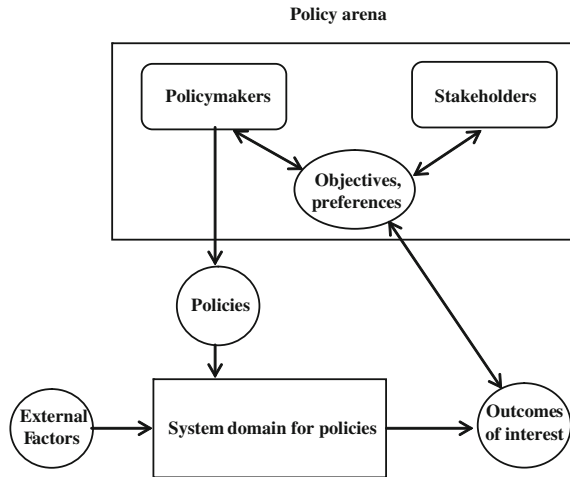 Policy arena
Policymakers
Stakeholders
Objectives,
preferences
Policies
External
Factors
System domain for policies
Outcomes
of interest